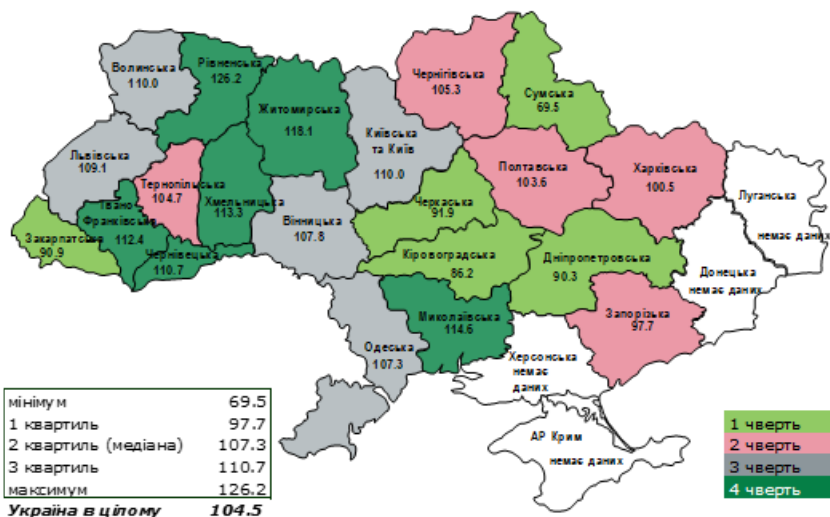 Волинська
110.0
Рівненська
126.2
Житомирська
118.1
Київська
та Київ
110.0
Чернігівська
105.3
Сумська
69.5
Львівська
109.1
Тернопільська
104.7
Хмельницька
113.3
Вінницька
107.8
Черкаська
91.9
Полтавська
103.6
Харківська
100.5
Луганська
немає даних
Закарпатська
90.9
Івано-
Франківська
112.4
Чернівецька
110.7
Кіровоградська
86.2
Дніпропетровська
90.3
Донецька
немає даних
Запорізька
97.7
Миколаївська
114.6
Одеська
107.3
Херсонська
немає
даних
АР Крим
немає даних
мінімум 69.5
1 квартиль 97.7
2 квартиль (медіана) 107.3
3 квартиль 110.7
максимум 126.2
Україна в цілому 104.5
1 чверть
2 чверть
3 чверть
4 чверть